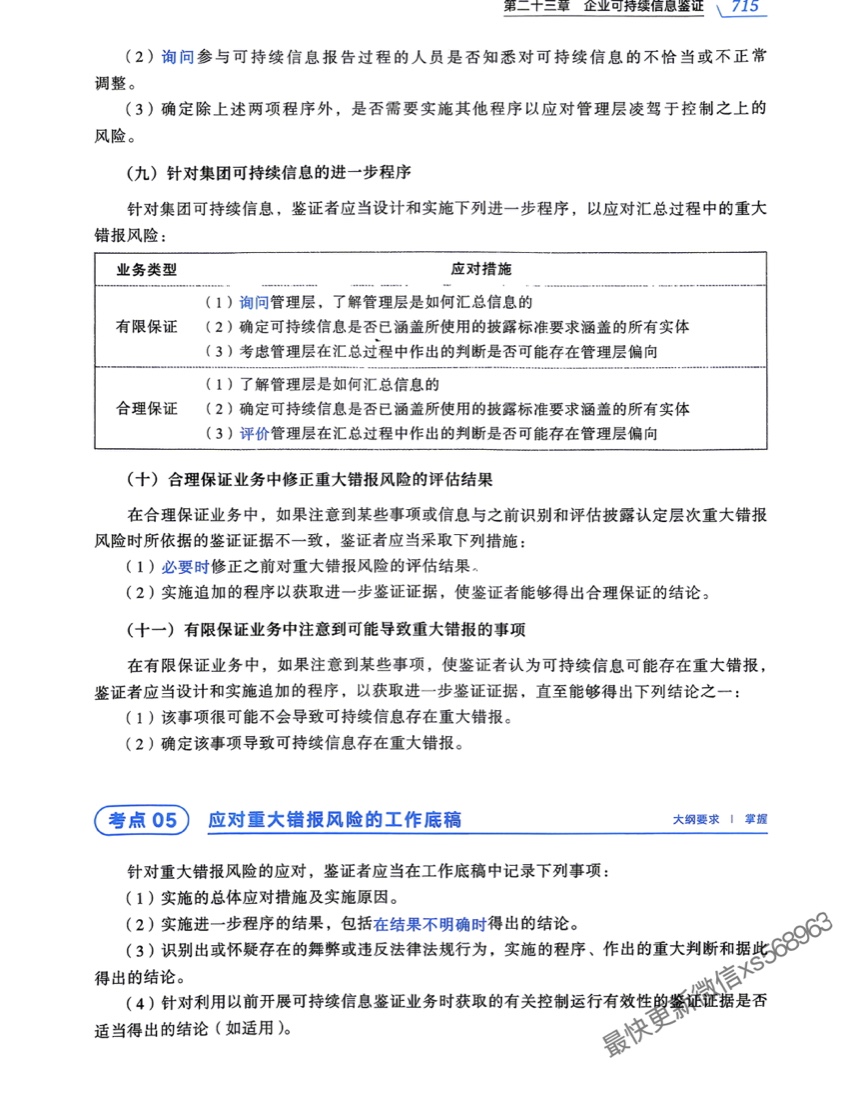 第二十三章 企业可持续信息鉴证 715
(2)询问参与可持续信息报告过程的人员是否知悉对可持续信息的不恰当或不正常
调整。
(3)确定除上述两项程序外，是否需要实施其他程序以应对管理层凌驾于控制之上的
风险。
(九)针对集团可持续信息的进一步程序
针对集团可持续信息，鉴证者应当设计和实施下列进一步程序，以应对汇总过程中的重大
错报风险：
业务类型 应对措施
(1)询问管理层，了解管理层是如何汇总信息的
有限保证 (2)确定可持续信息是否已涵盖所使用的披露标准要求涵盖的所有实体
(3)考虑管理层在汇总过程中作出的判断是否可能存在管理层偏向
(1)了解管理层是如何汇总信息的
合理保证 (2)确定可持续信息是否已涵盖所使用的披露标准要求涵盖的所有实体
(3)评价管理层在汇总过程中作出的判断是否可能存在管理层偏向
(十)合理保证业务中修正重大错报风险的评估结果
在合理保证业务中，如果注意到某些事项或信息与之前识别和评估披露认定层次重大错报
风险时所依据的鉴证证据不一致，鉴证者应当采取下列措施：
(1)必要时修正之前对重大错报风险的评估结果。
(2)实施追加的程序以获取进一步鉴证证据，使鉴证者能够得出合理保证的结论。
(十一)有限保证业务中注意到可能导致重大错报的事项
在有限保证业务中，如果注意到某些事项，使鉴证者认为可持续信息可能存在重大错报，
鉴证者应当设计和实施追加的程序，以获取进一步鉴证证据，直至能够得出下列结论之一：
(1)该事项很可能不会导致可持续信息存在重大错报。
(2)确定该事项导致可持续信息存在重大错报。
考点 05 应对重大错报风险的工作底稿 大纲要求 | 掌握
针对重大错报风险的应对，鉴证者应当在工作底稿中记录下列事项：
(1)实施的总体应对措施及实施原因。
(2)实施进一步程序的结果，包括在结果不明确时得出的结论。
(3)识别出或怀疑存在的舞弊或违反法律法规行为，实施的程序、作出的重大判断和据此
得出的结论。
(4)针对利用以前开展可持续信息鉴证业务时获取的有关控制运行有效性的鉴证证据是否
适当得出的结论(如适用)。
最快更新微信xs568963